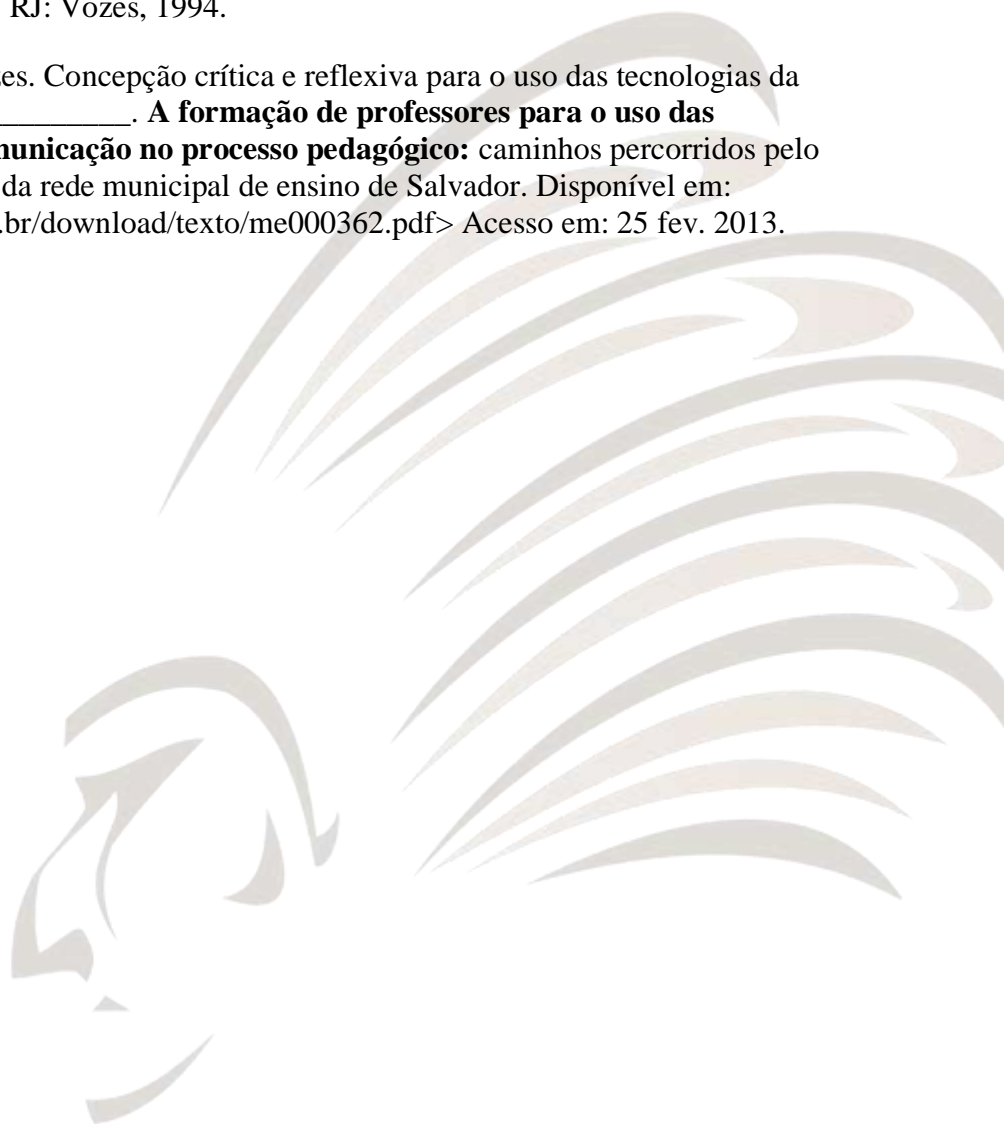 RJ: Vozes, 1994.
es. Concepção crítica e reflexiva para o uso das tecnologias da
_________. A formação de professores para o uso das
unicação no processo pedagógico: caminhos percorridos pelo
da rede municipal de ensino de Salvador. Disponível em:
.br/download/texto/me000362.pdf> Acesso em: 25 fev. 2013.